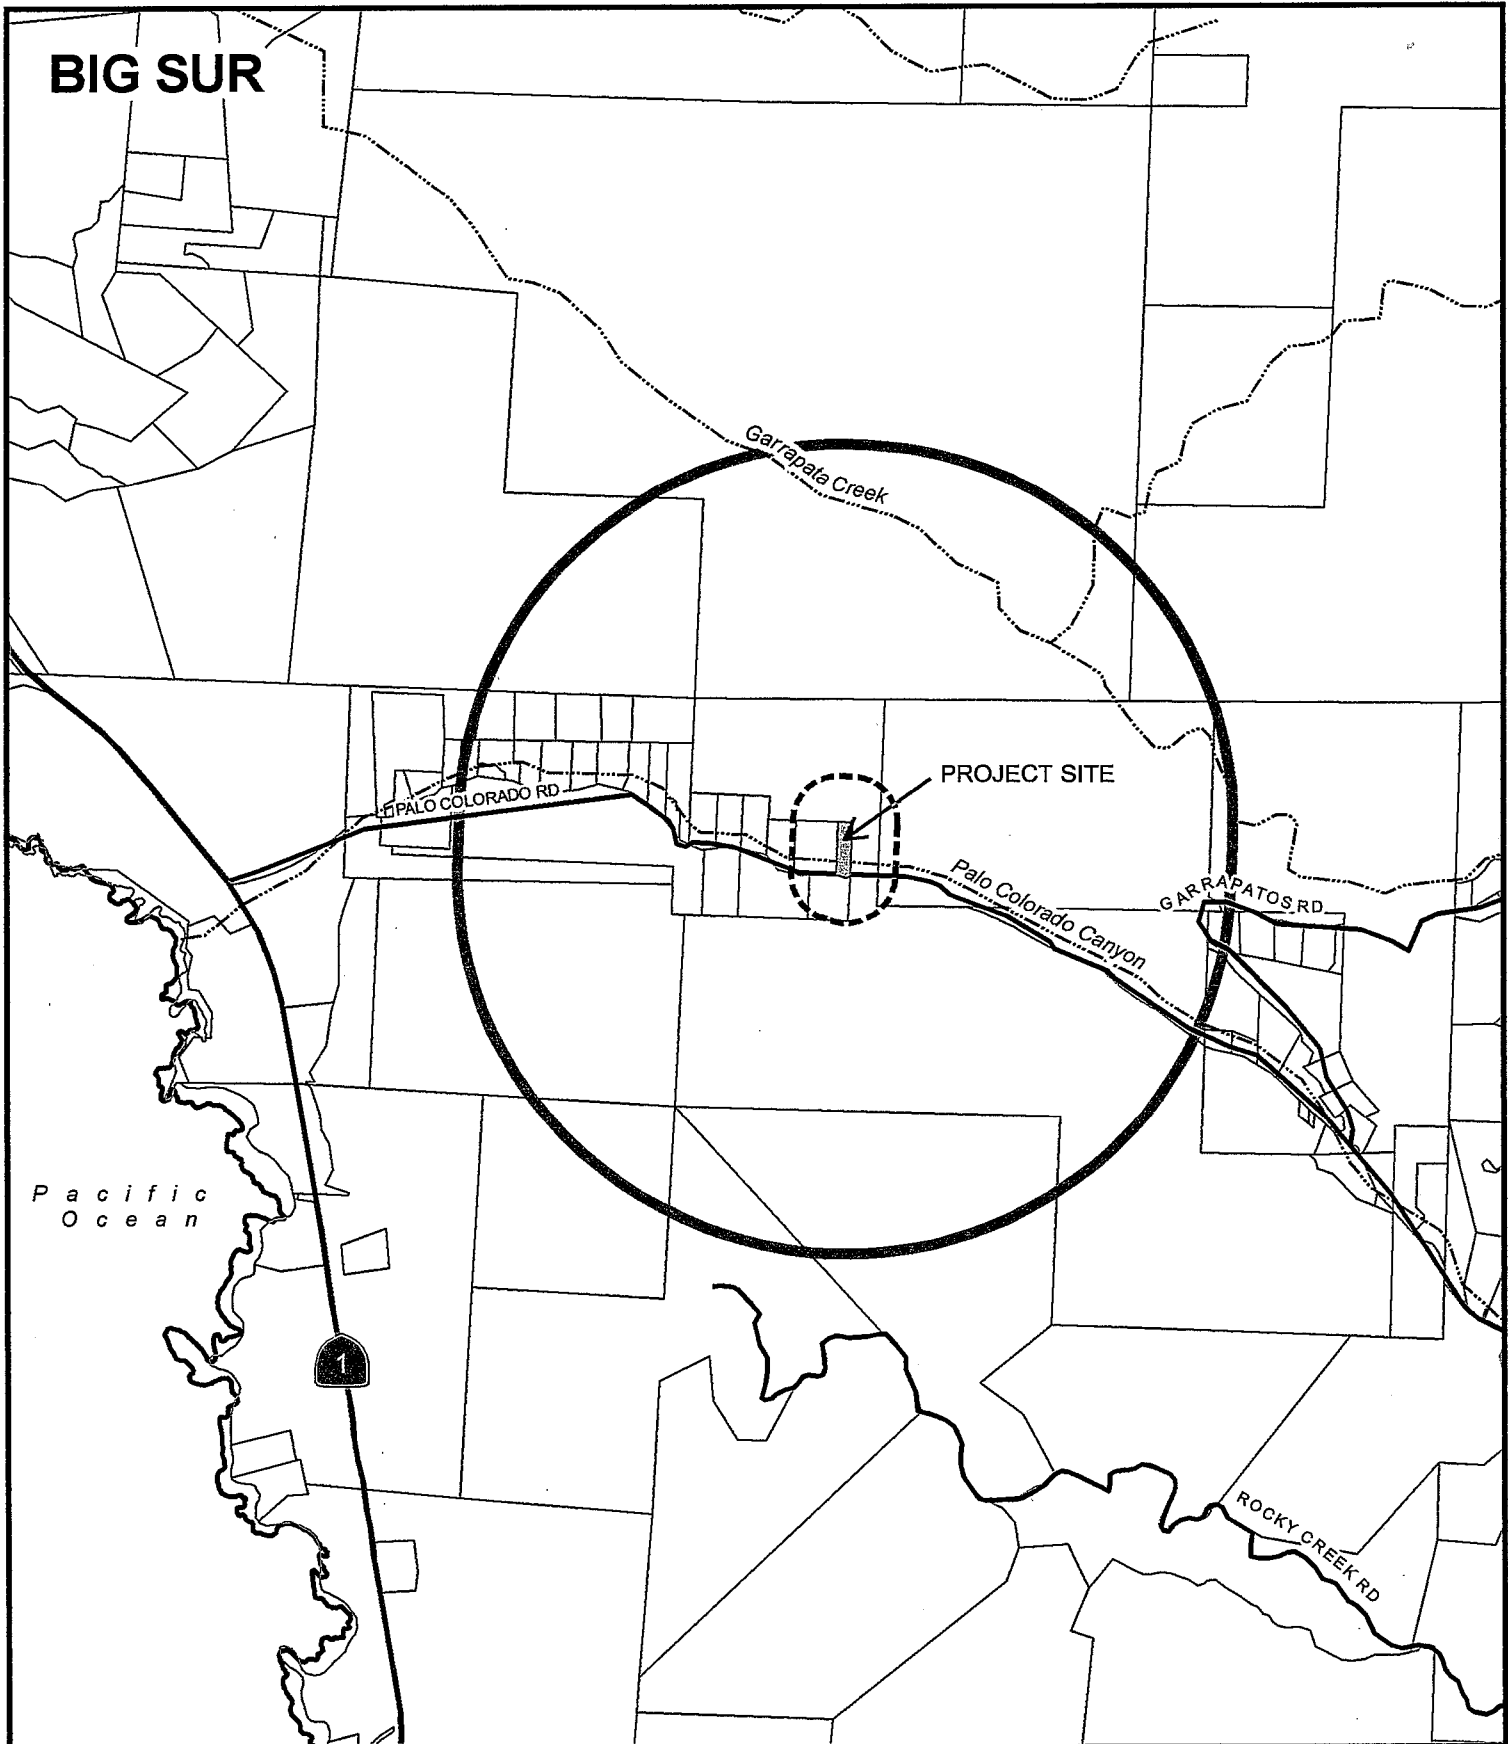 BIG SUR
Garrapata Creek
PROJECT SITE
PALO COLORADO RD
Palo Colorado Canyon
GARRAPATOS RD
Pacific
Ocean
1
ROCKY CREEK RD